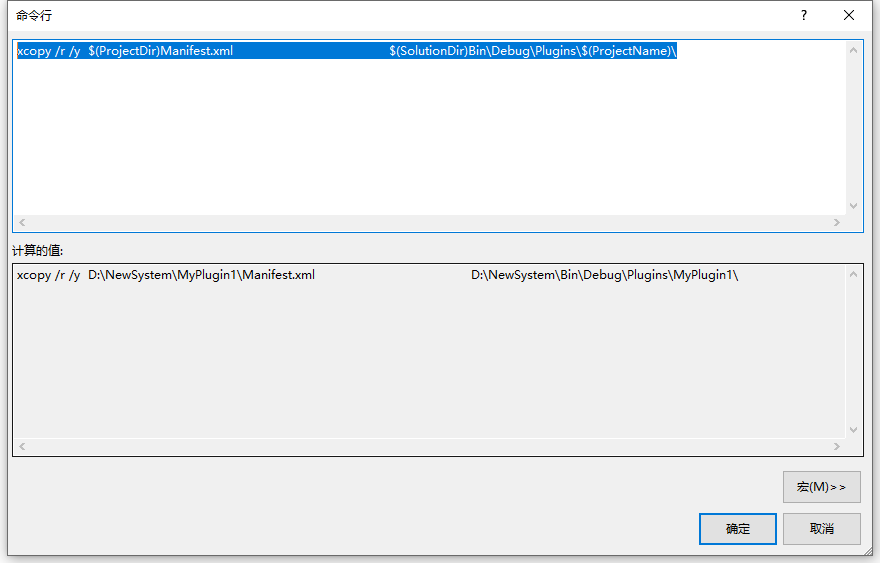 命令行
xcopy /r /y $(ProjectDir)Manifest.xml $(SolutionDir)Bin\Debug\Plugins\$(ProjectName)\
计算的值:
xcopy /r /y D:\NewSystem\MyPlugin1\Manifest.xml D:\NewSystem\Bin\Debug\Plugins\MyPlugin1\
宏(M)>>
确定 取消